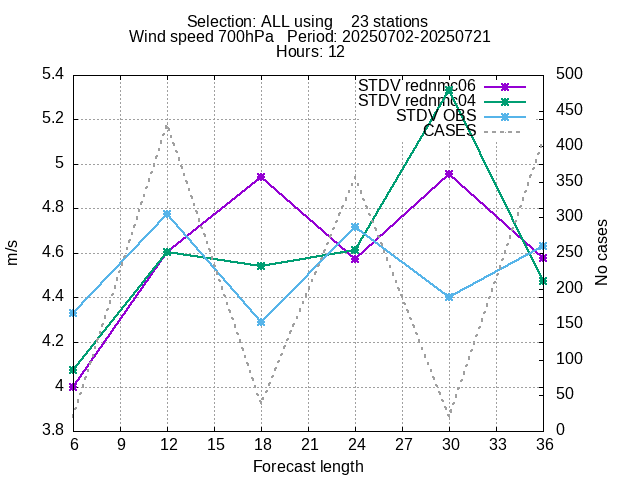 Selection: ALL using    23 stations
Wind speed 700hPa   Period: 20250702-20250721
Hours: 12
STDV rednmc06
STDV rednmc04
STDV OBS
CASES
5.4
5.2
5
4.8
4.6
4.4
4.2
4
3.8
500
450
400
350
300
250
200
150
100
50
0
m/s
No cases
6 9 12 15 18 21 24 27 30 33 36
Forecast length